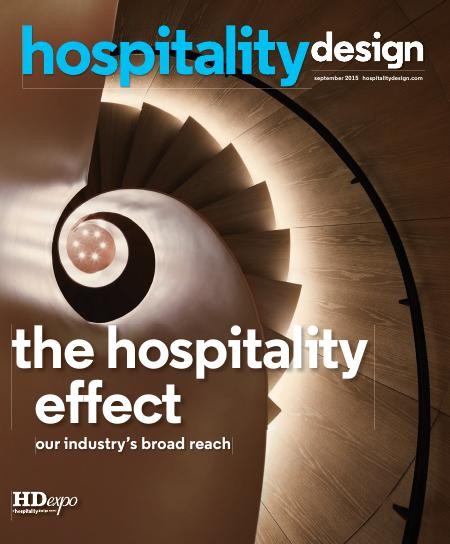 hospitalitydesign
september 2015 hospitalitydesign.com
the hospitality
effect
our industry's broad reach
HDexpo